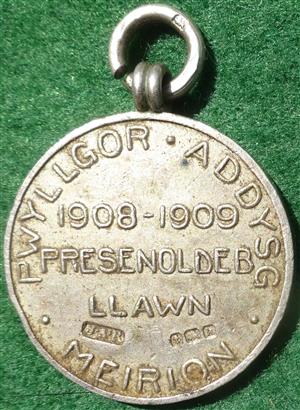 PWYLLGOR · ADDYSG
1908-1909
PRESENOLDEB
LLAWN
· MEIRION ·